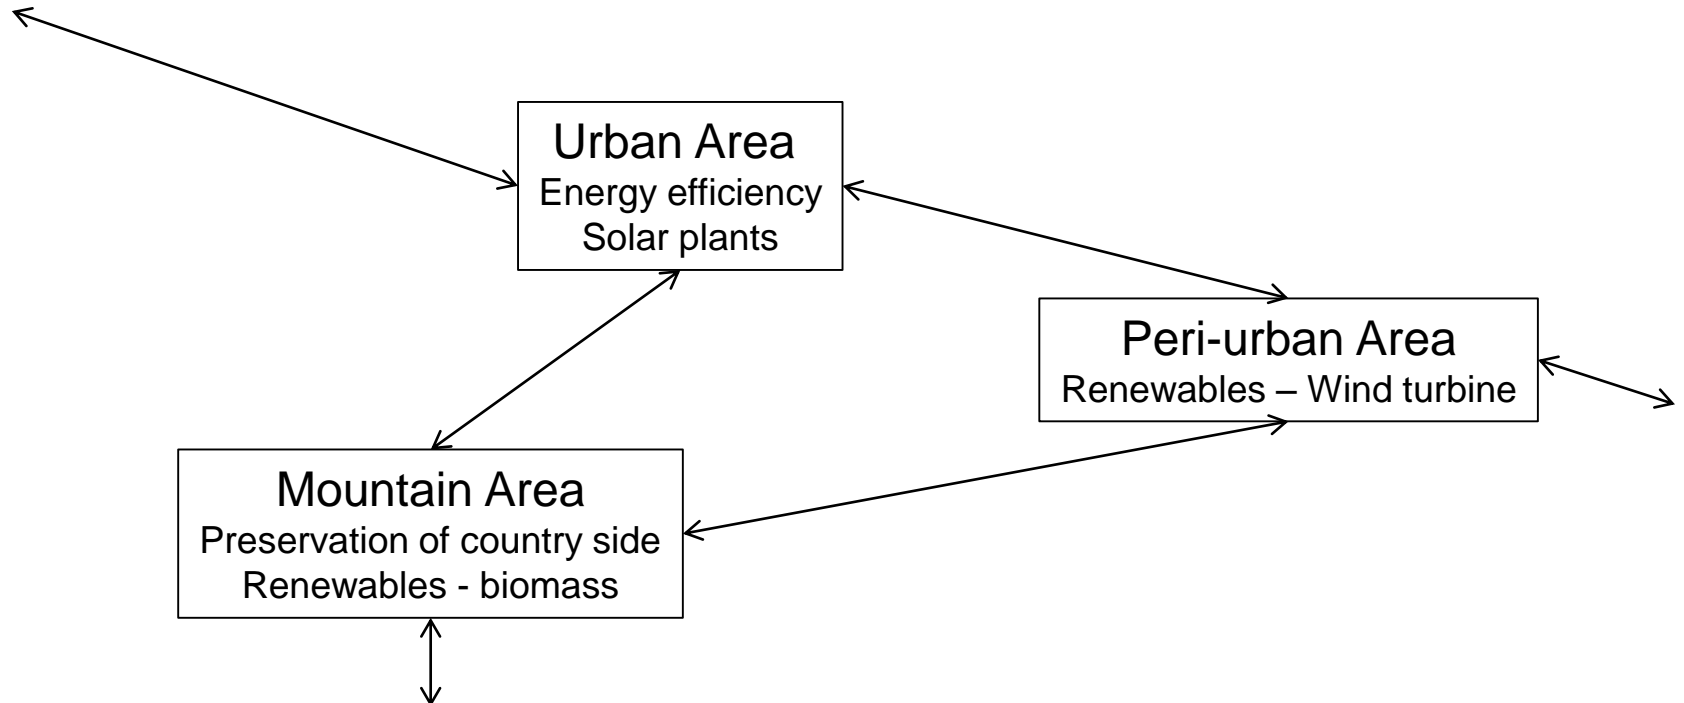 Urban Area
Energy efficiency
Solar plants
Peri-urban Area
Renewables – Wind turbine
Mountain Area
Preservation of country side
Renewables - biomass